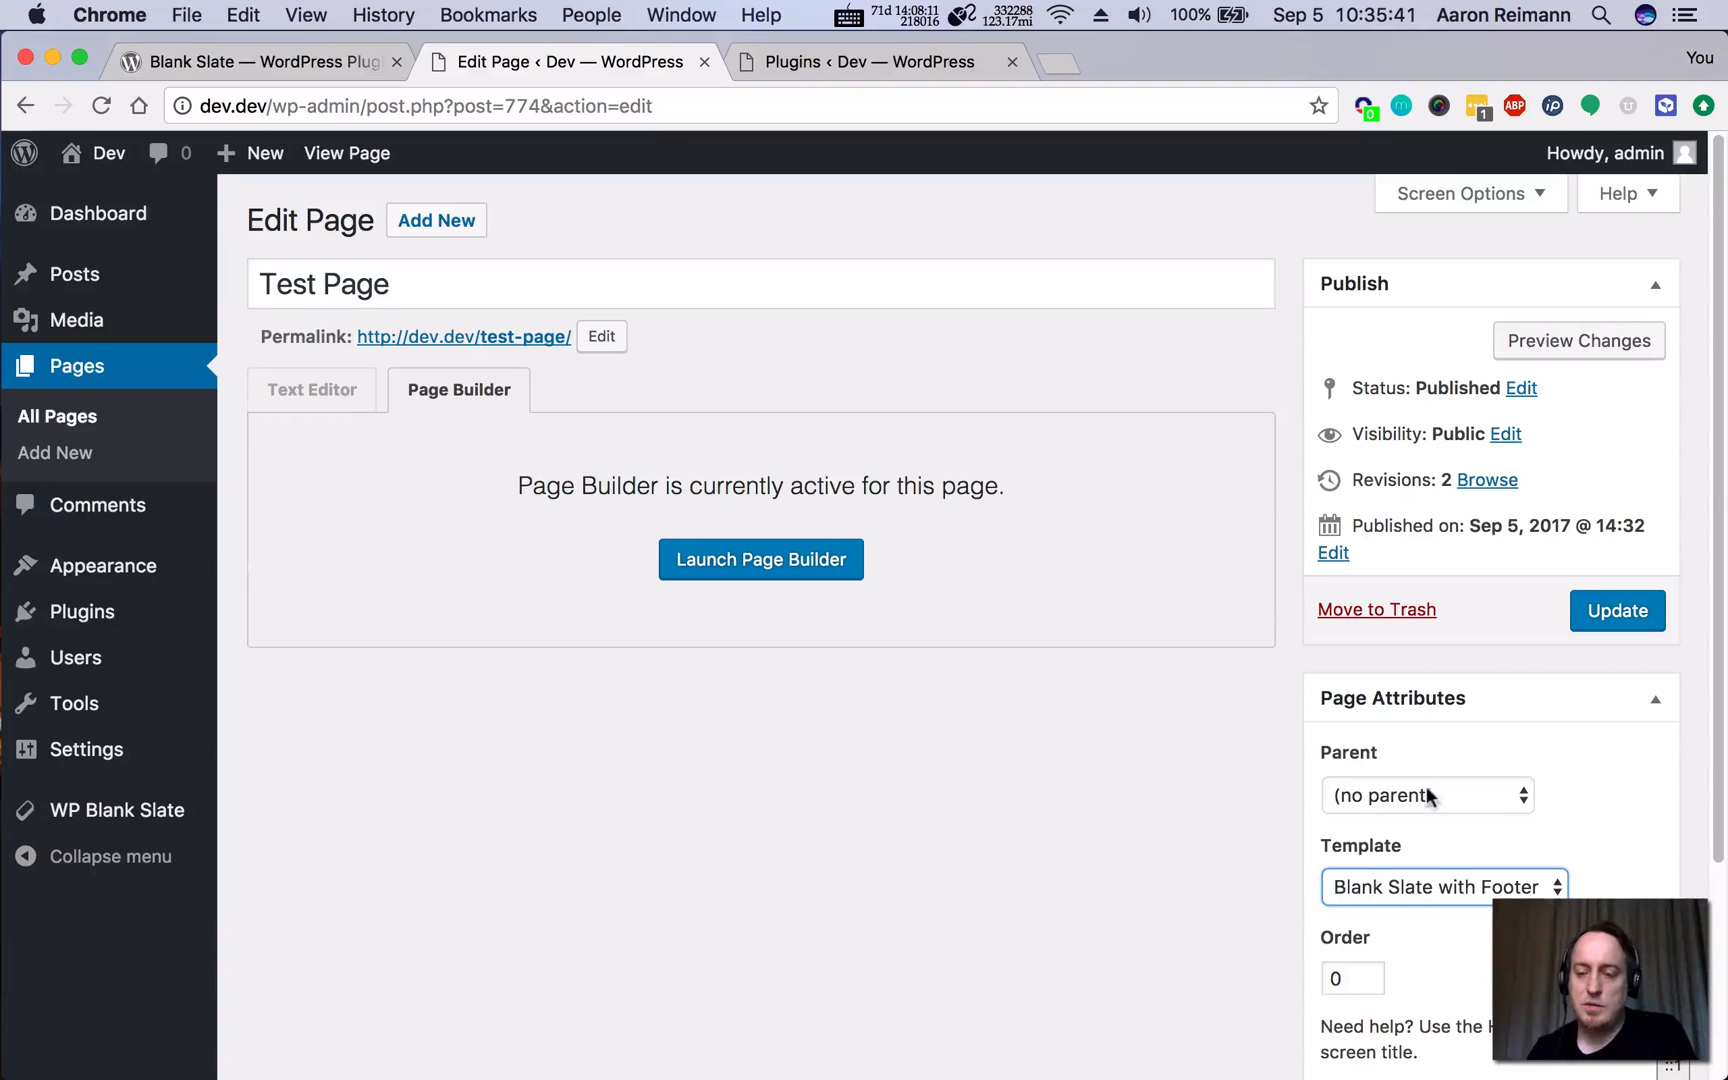 Chrome File Edit View History Bookmarks People Window Help 71d 14:08:11 218016 332288 123.17mi 100% Sep 5 10:35:41 Aaron Reimann
Blank Slate — WordPress Plug Edit Page ‹ Dev — WordPress Plugins ‹ Dev — WordPress You
dev.dev/wp-admin/post.php?post=774&action=edit 0 m 1 ABP ip u
Dev 0 New View Page Howdy, admin
Screen Options Help
Edit Page Add New
Test Page
Permalink: http://dev.dev/test-page/ Edit
Text Editor Page Builder
Page Builder is currently active for this page.
Launch Page Builder
Dashboard
Posts
Media
Pages
All Pages
Add New
Comments
Appearance
Plugins
Users
Tools
Settings
WP Blank Slate
Collapse menu
Publish
Preview Changes
Status: Published Edit
Visibility: Public Edit
Revisions: 2 Browse
Published on: Sep 5, 2017 @ 14:32
Edit
Move to Trash Update
Page Attributes
Parent
(no parent
Template
Blank Slate with Footer
Order
0
Need help? Use the H
screen title.